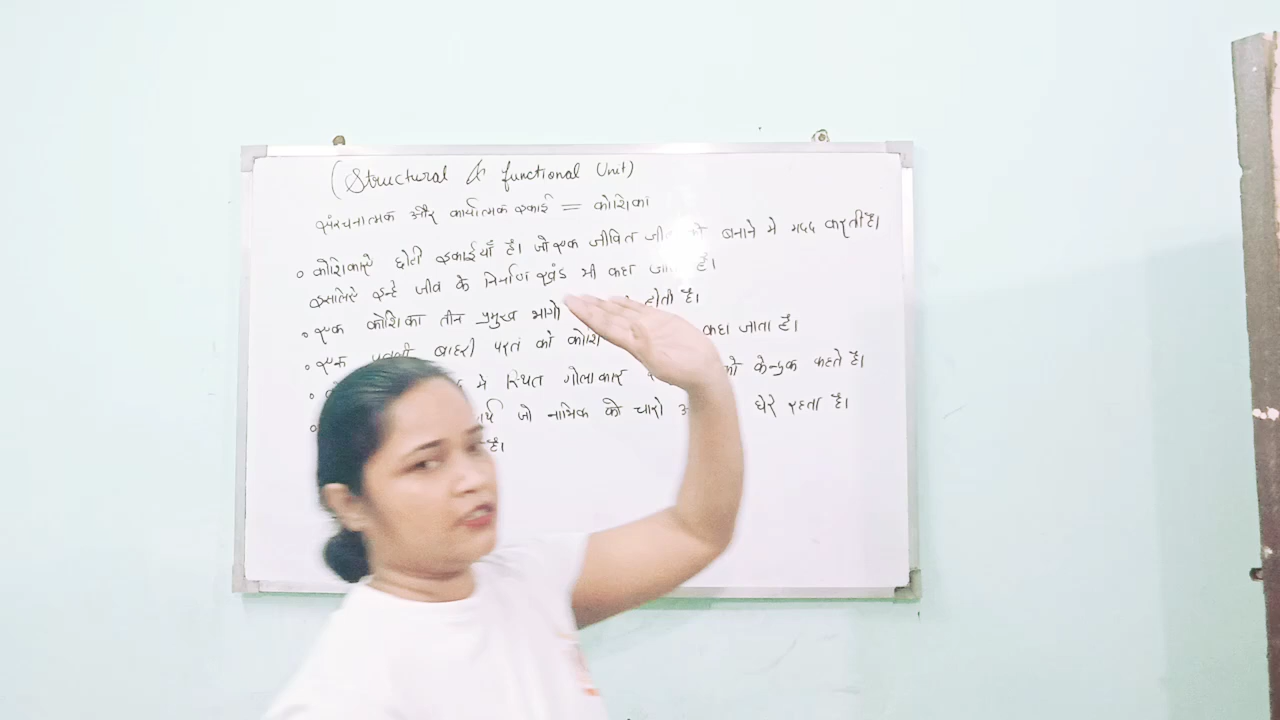 (Structural & functional Unit)
संरचनात्मक और कार्यात्मक इकाई = कोशिका
कोशिकाऐ छोटी इकाईयाँ है। जो एक जीवित को बनाने मे मदद करती है।
इसलिए इन्हे जीव के निर्माण खंड भी कहा है।
एक कोशिका तीन प्रमुख भागो होती है।
एक पतली बाहरी परत को कहा जाता है।
मे स्थित गोलाकार को केन्द्रक कहते है।
जो नाभिक को चारो घेरे रहता है।
है।